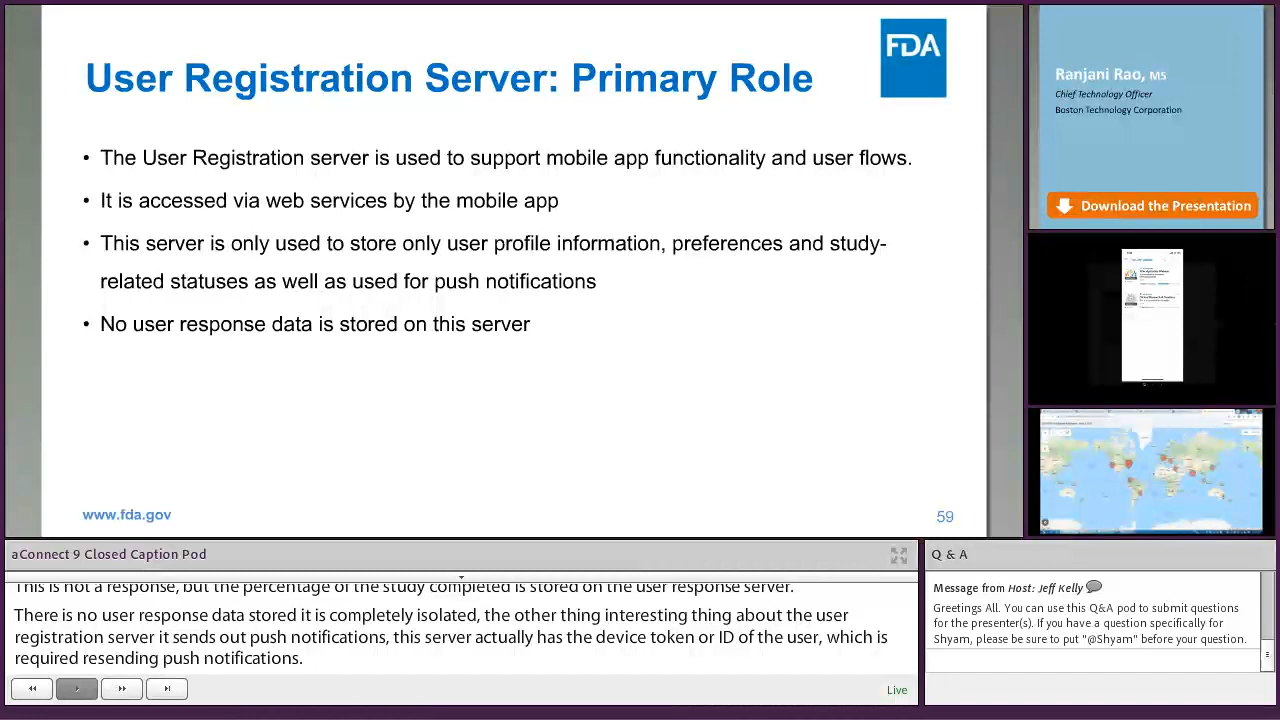 FDA
User Registration Server: Primary Role
• The User Registration server is used to support mobile app functionality and user flows.
• It is accessed via web services by the mobile app
• This server is only used to store only user profile information, preferences and study-
related statuses as well as used for push notifications
• No user response data is stored on this server
www.fda.gov
59
Ranjani Rao, MS
Chief Technology Officer
Boston Technology Corporation
Download the Presentation
aConnect 9 Closed Caption Pod
This is not a response, but the percentage of the study completed is stored on the user response server.
There is no user response data stored it is completely isolated, the other thing interesting thing about the user
registration server it sends out push notifications, this server actually has the device token or ID of the user, which is
required resending push notifications.
Live
Q & A
Message from Host: Jeff Kelly
Greetings All. You can use this Q&A pod to submit questions
for the presenter(s). If you have a question specifically for
Shyam, please be sure to put "@Shyam" before your question.